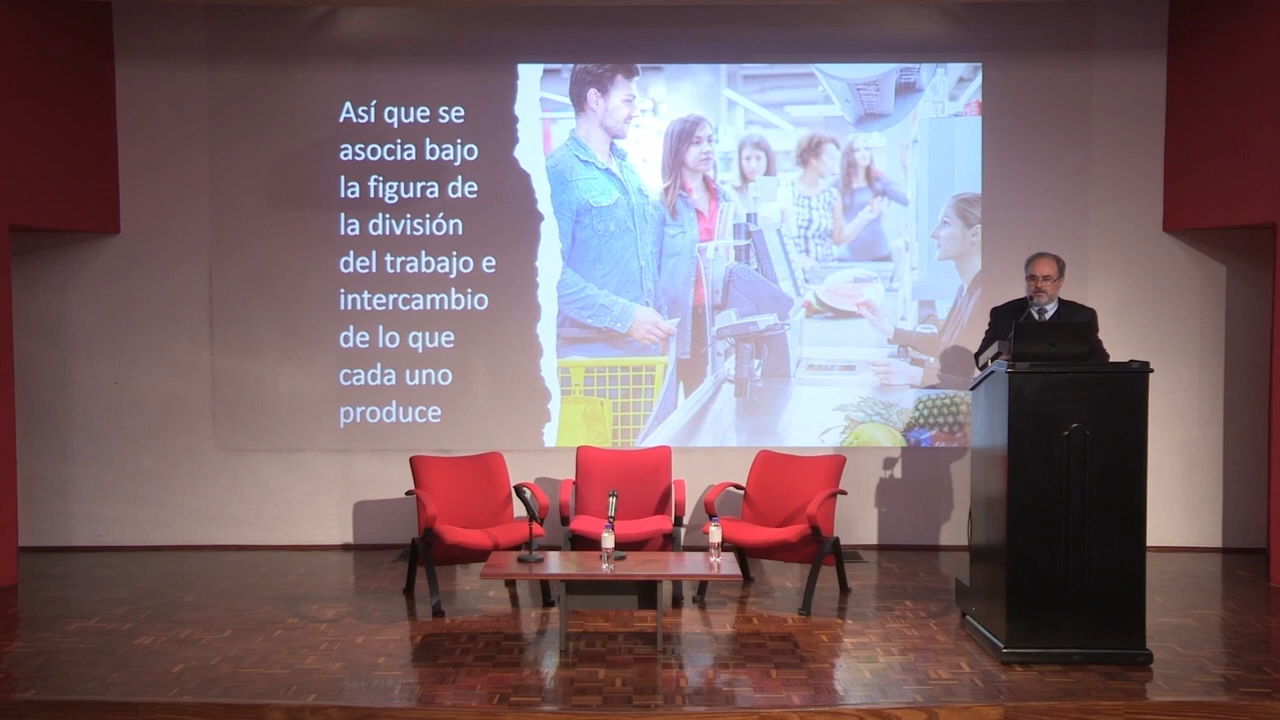 Así que se
asocia bajo
la figura de
la división
del trabajo e
intercambio
de lo que
cada uno
produce